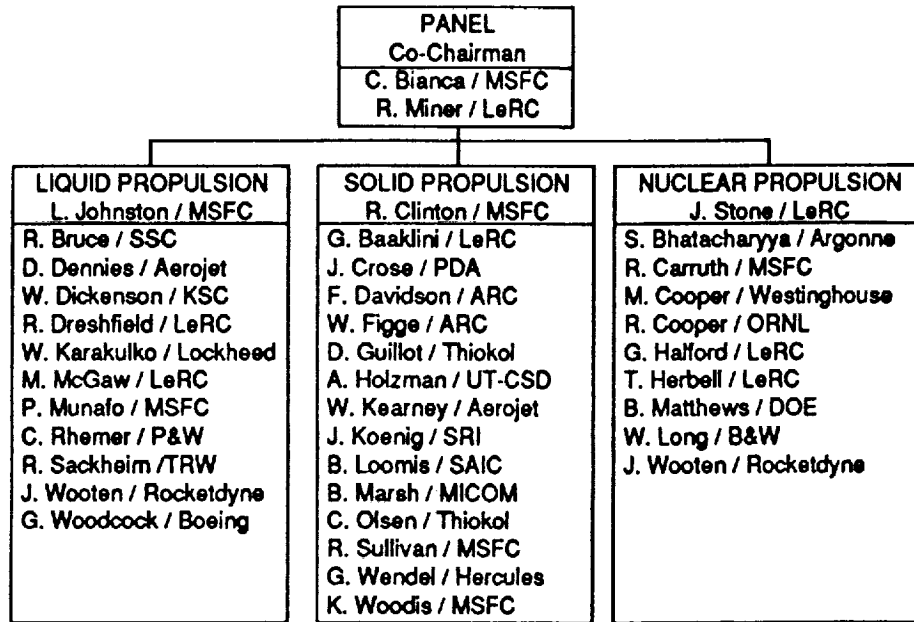 PANEL
Co-Chairman
C. Bianca / MSFC
R. Miner / LeRC
LIQUID PROPULSION
L. Johnston / MSFC
R. Bruce / SSC
D. Dennies / Aerojet
W. Dickenson / KSC
R. Dreshfield / LeRC
W. Karakulko / Lockheed
M. McGaw / LeRC
P. Munafo / MSFC
C. Rhemer / P&W
R. Sackheim /TRW
J. Wooten / Rocketdyne
G. Woodcock / Boeing
SOLID PROPULSION
R. Clinton / MSFC
G. Baaklini / LeRC
J. Crose / PDA
F. Davidson / ARC
W. Figge / ARC
D. Guillot / Thiokol
A. Holzman / UT-CSD
W. Kearney / Aerojet
J. Koenig / SRI
B. Loomis / SAIC
B. Marsh / MICOM
C. Olsen / Thiokol
R. Sullivan / MSFC
G. Wendel / Hercules
K. Woodis / MSFC
NUCLEAR PROPULSION
J. Stone / LeRC
S. Bhatacharyya / Argonne
R. Carruth / MSFC
M. Cooper / Westinghouse
R. Cooper / ORNL
G. Halford / LeRC
T. Herbell / LeRC
B. Matthews / DOE
W. Long / B&W
J. Wooten / Rocketdyne